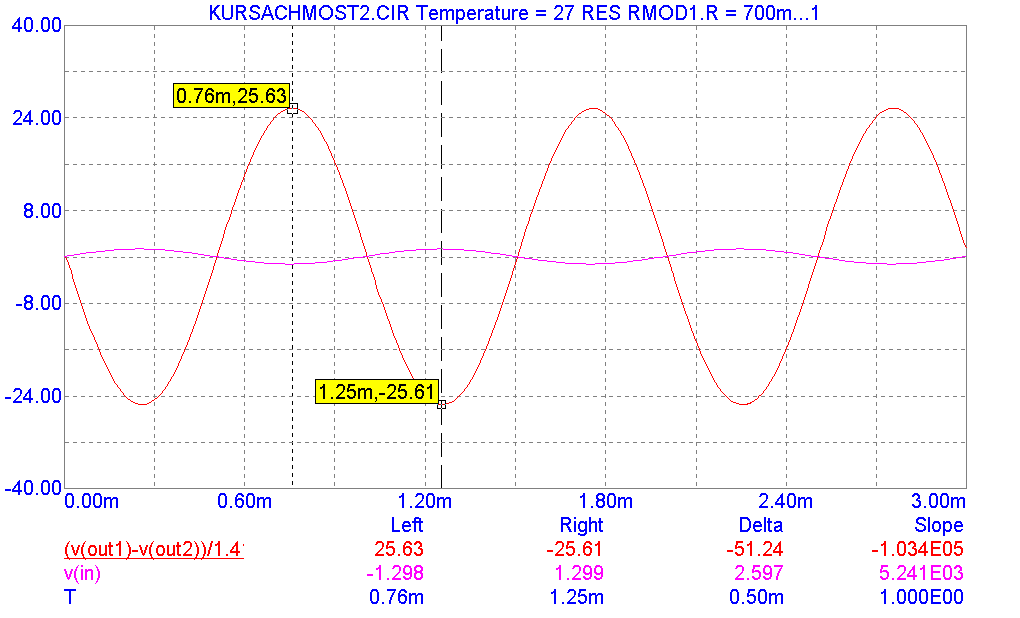 KURSACHMOST2.CIR Temperature = 27 RES RMOD1.R = 700m...1
40.00
0.76m,25.63
24.00
8.00
-8.00
1.25m,-25.61
-24.00
-40.00
0.00m 0.60m 1.20m 1.80m 2.40m 3.00m
Left Right Delta Slope
(v(out1)-v(out2))/1.4 25.63 -25.61 -51.24 -1.034E05
v(in) -1.298 1.299 2.597 5.241E03
T 0.76m 1.25m 0.50m 1.000E00